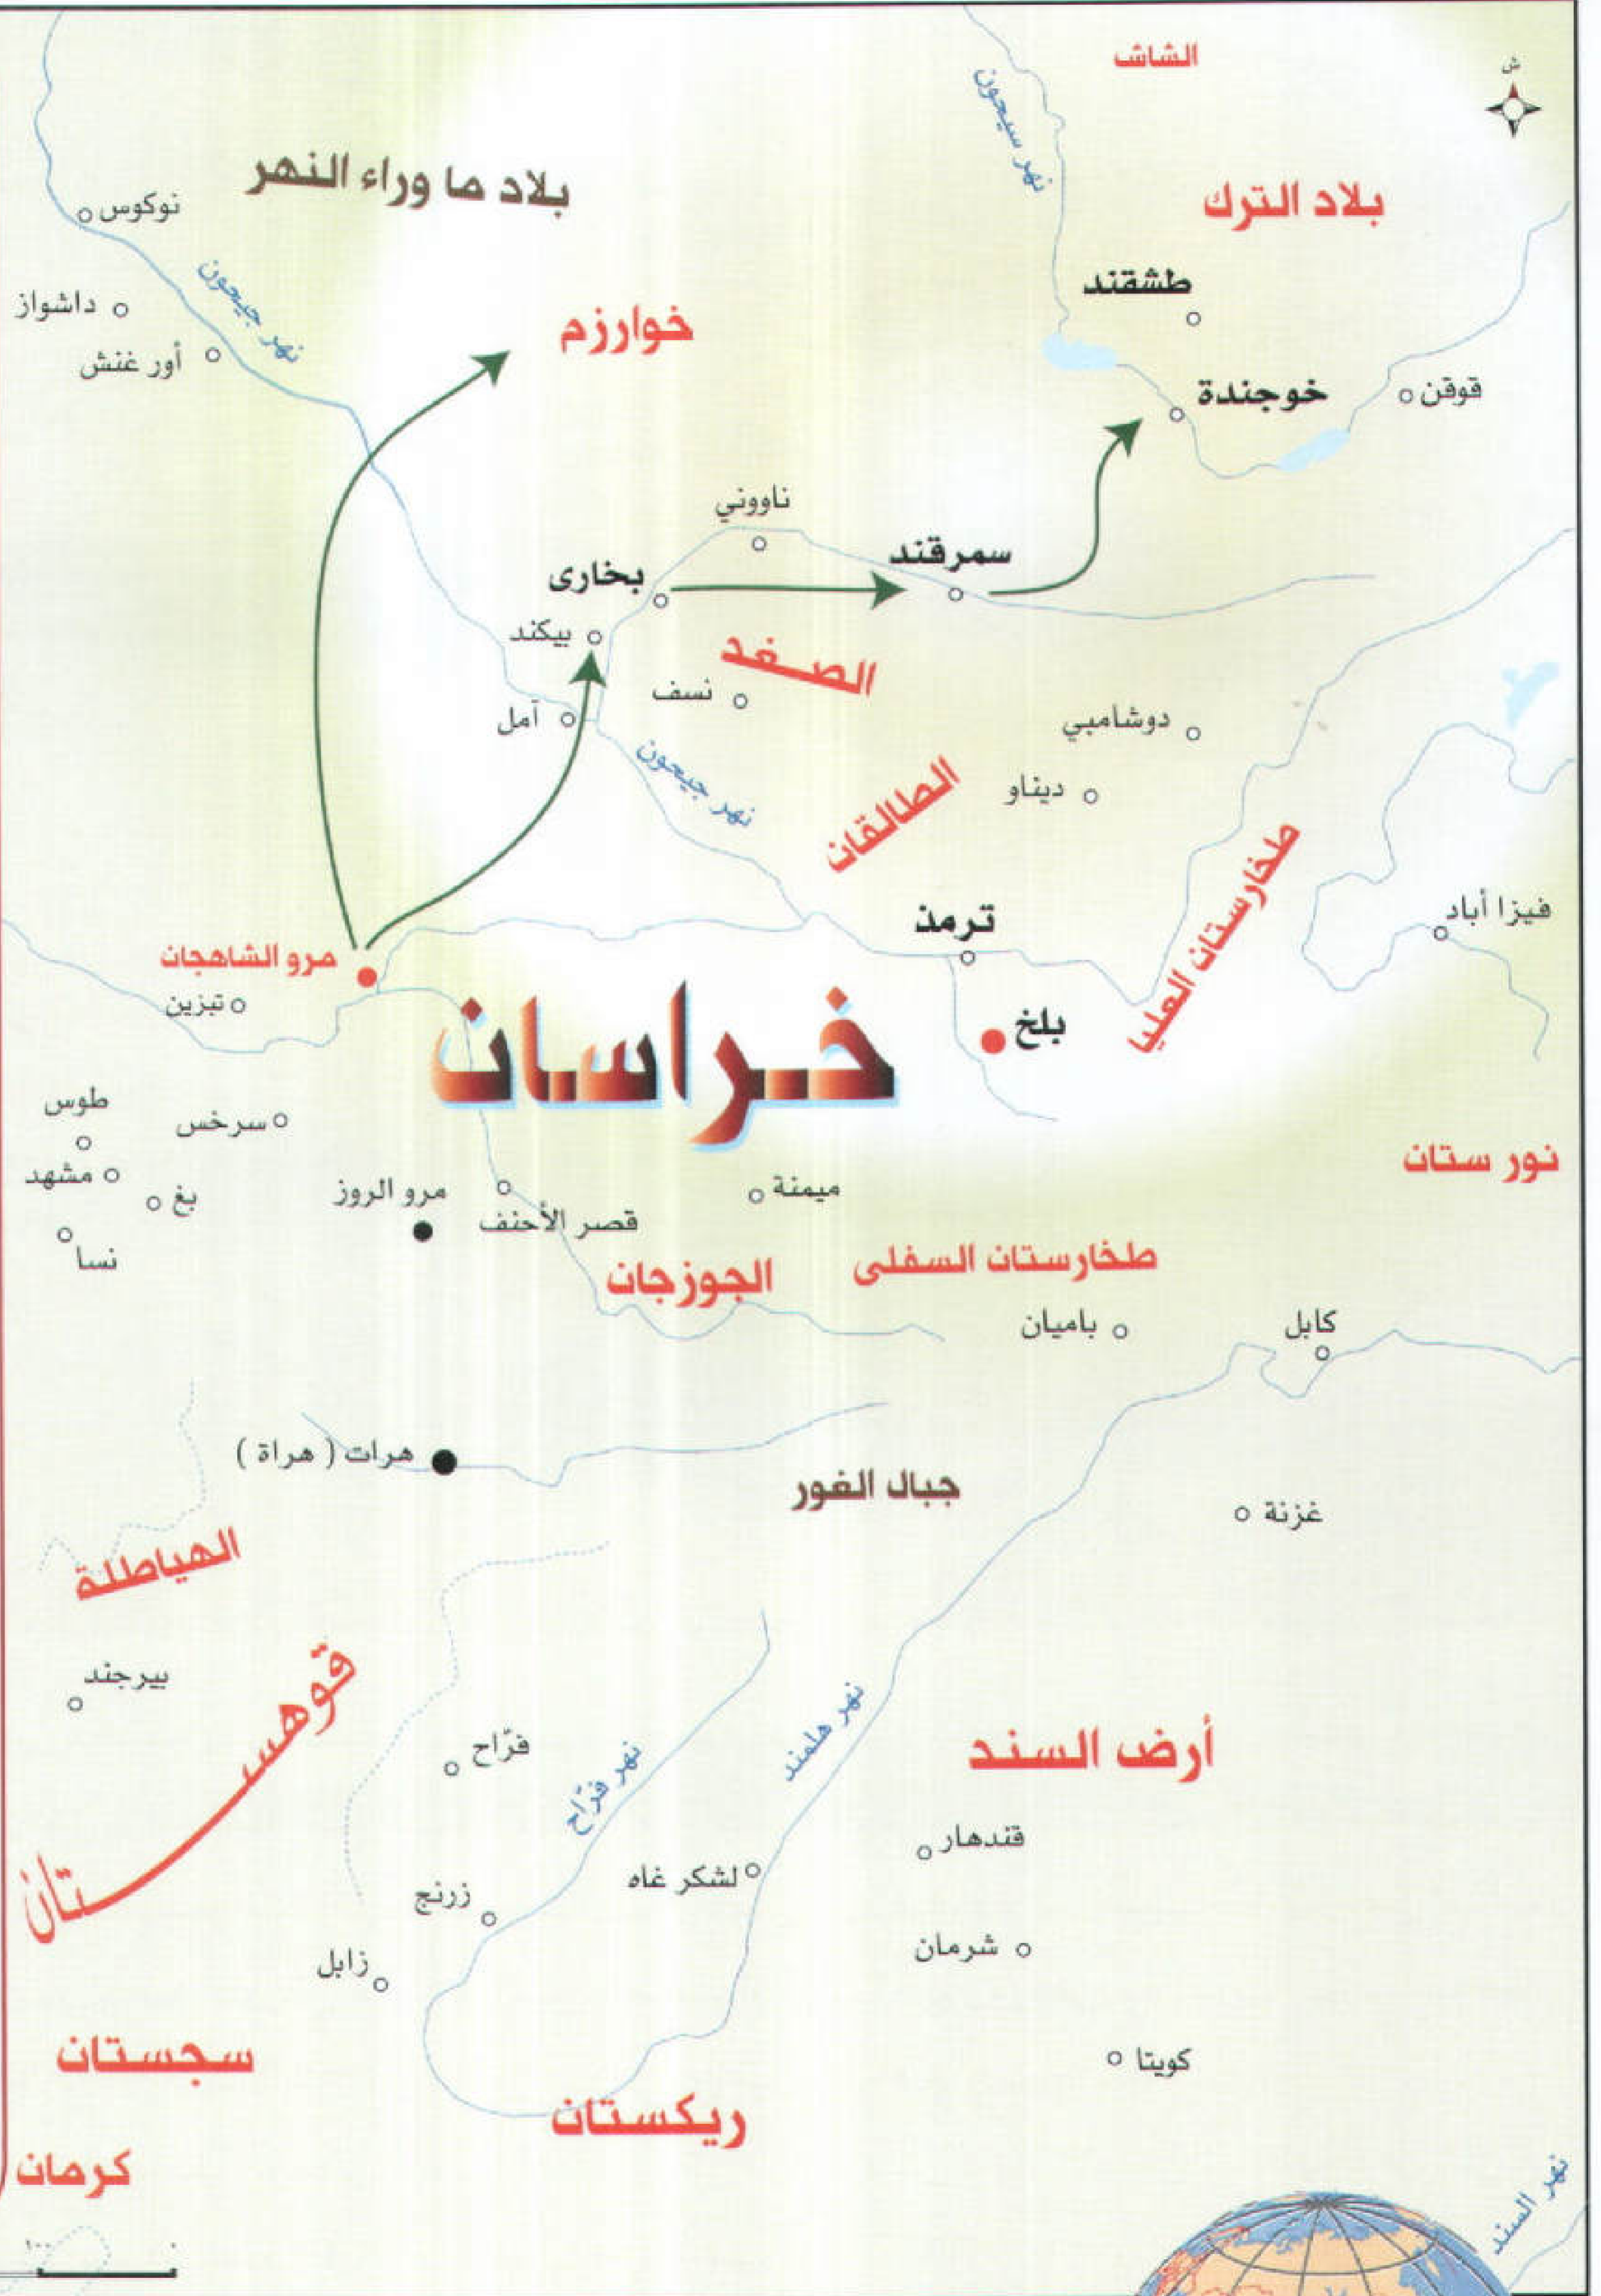 الشاش
ش
نهر سيحون
بلاد ما وراء النهر
بلاد الترك
نوكوس
نهر جيحون
طشقند
داشواز
خوارزم
أور غنش
خوجندة
قوقن
ناووني
سمرقند
بخارى
بيكند
الصغد
نسف
آمل
دوشامبي
نهر جيحون
ديناو
الطالقان
طخارستان العليا
فيزا أباد
ترمذ
مرو الشاهجان
تبزين
خراسان
بلخ
طوس
سرخس
نور ستان
مشهد
بغ
مرو الروز
ميمنة
قصر الأحنف
نسا
طخارستان السفلى
الجوزجان
باميان
كابل
هرات ( هراة )
جبال الغور
غزنة
الهياطلة
بيرجند
قوهستان
نهر هلمند
فرّاح
نهر فرّاح
أرض السند
قندهار
لشكر غاه
زرنج
شرمان
زابل
سجستان
كويتا
ريكستان
كرمان
نهر السند
١٠٠
٠